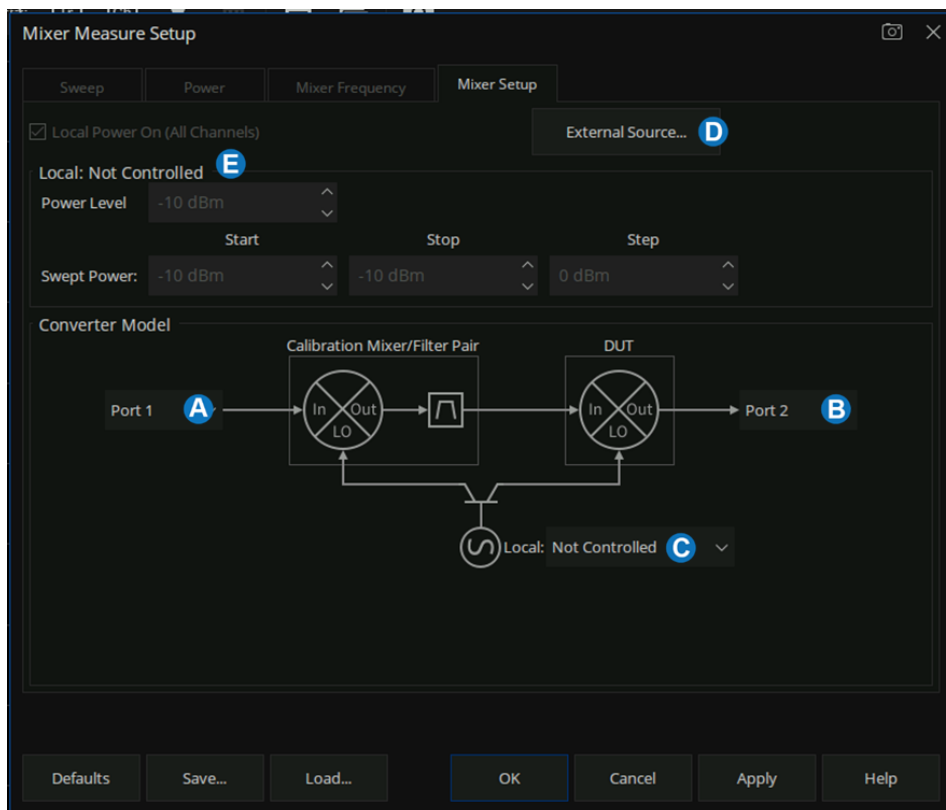 Mixer Measure Setup
Sweep Power Mixer Frequency Mixer Setup
Local Power On (All Channels) External Source... D
Local: Not Controlled E
Power Level -10 dBm
Start Stop Step
Swept Power: -10 dBm -10 dBm 0 dBm
Converter Model
Calibration Mixer/Filter Pair DUT
Port 1 A In Out In Out Port 2 B
LO LO
Local: Not Controlled C
Defaults Save... Load... OK Cancel Apply Help